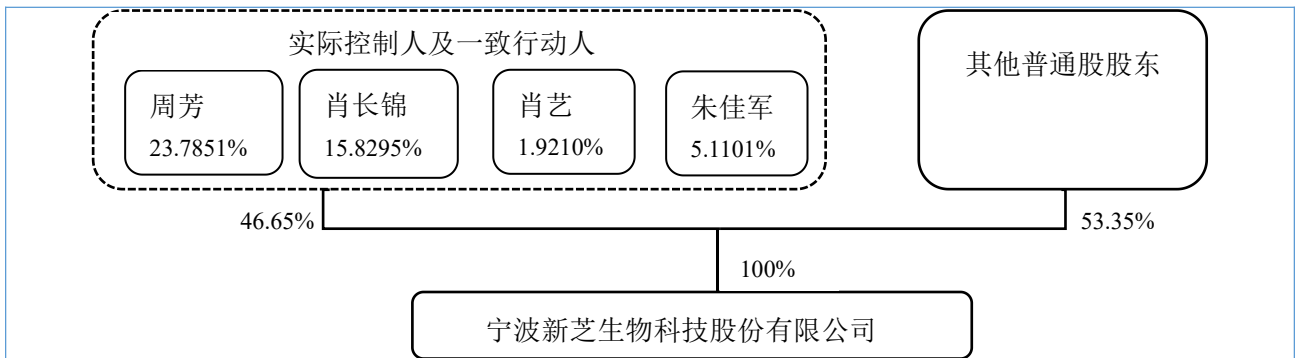 实际控制人及一致行动人
其他普通股股东
周芳
23.7851%
肖长锦
15.8295%
肖艺
1.9210%
朱佳军
5.1101%
46.65%
53.35%
100%
宁波新芝生物科技股份有限公司